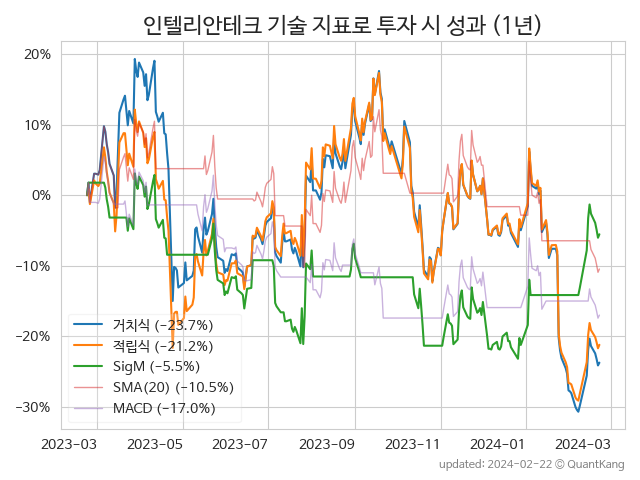 인텔리안테크 기술 지표로 투자 시 성과 (1년)
20%
10%
0%
−10%
−20%
−30%
거치식 (−23.7%)
적립식 (−21.2%)
SigM (−5.5%)
SMA(20) (−10.5%)
MACD (−17.0%)
2023-03 2023-05 2023-07 2023-09 2023-11 2024-01 2024-03
updated: 2024-02-22 © QuantKang